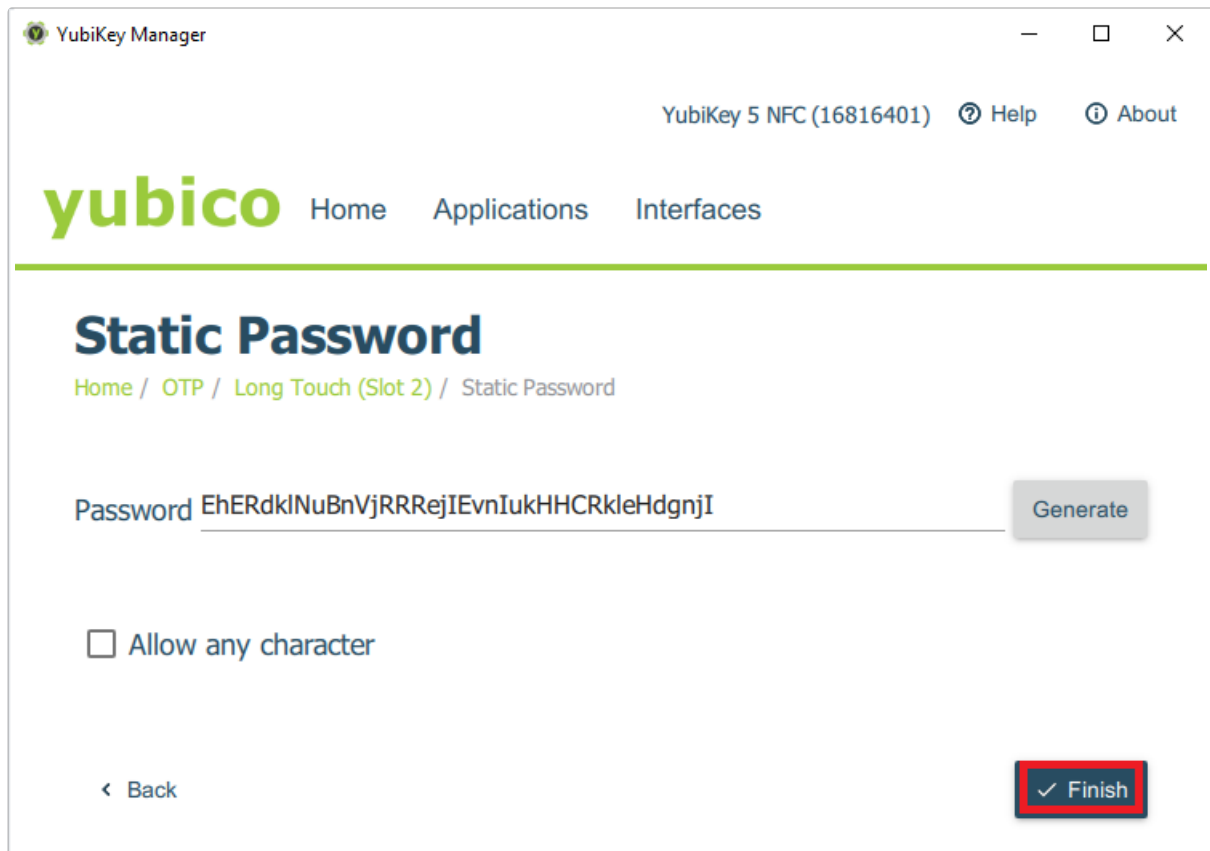 YubiKey Manager
YubiKey 5 NFC (16816401) Help About
yubico Home Applications Interfaces
Static Password
Home / OTP / Long Touch (Slot 2) / Static Password
Password EhERdklNuBnVjRRRejIEvnIukHHCRkleHdgnjI Generate
Allow any character
Back Finish